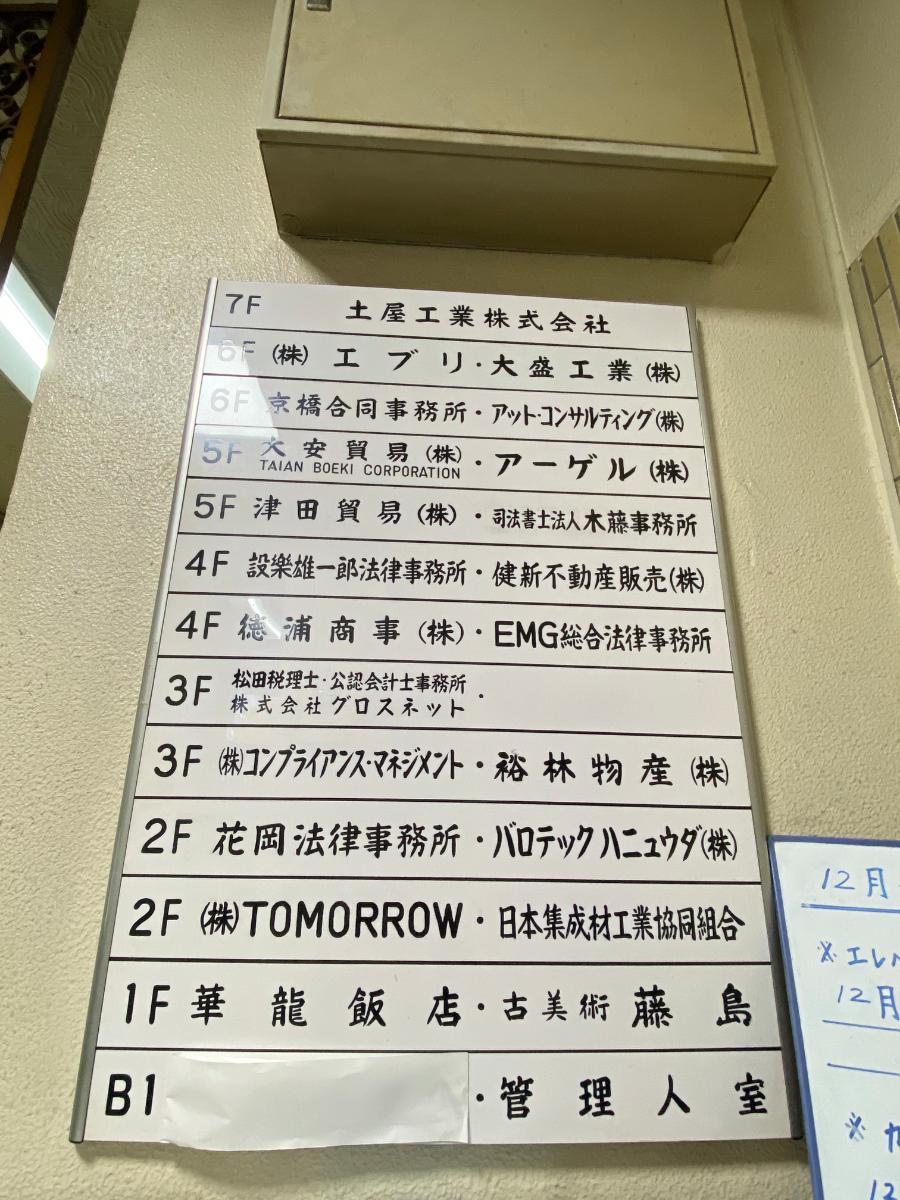 7F 土屋工業株式会社
6F (株) エブリ・大盛工業(株)
6F 京橋合同事務所・アット・コンサルティング(株)
5F 大安貿易(株)・アーゲル(株)
TAIAN BOEKI CORPORATION
5F 津田貿易(株)・司法書士法人木藤事務所
4F 設樂雄一郎法律事務所・健新不動産販売(株)
4F 徳浦商事(株)・EMG総合法律事務所
3F 松田税理士・公認会計士事務所・
株式会社グロスネット
3F (株)コンプライアンス・マネジメント・裕林物産(株)
2F 花岡法律事務所・バロテックハニュウダ(株)
2F (株)TOMORROW・日本集成材工業協同組合
1F 華龍飯店・古美術 藤島
B1 ・管理人室
12月
※エレ
12月
※
12